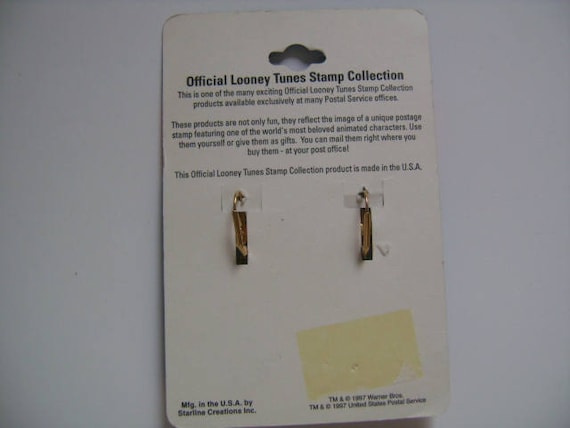 Official Looney Tunes Stamp Collection
This is one of the many exciting Official Looney Tunes Stamp Collection
products available exclusively at many Postal Service offices.
These products are not only fun, they reflect the image of a unique postage
stamp featuring one of the world's most beloved animated characters. Use
them yourself or give them as gifts. You can mail them right where you
buy them - at your post office!
This Official Looney Tunes Stamp Collection product is made in the U.S.A.
Mfg. in the U.S.A. by
Starline Creations Inc.
TM & © 1997 Warner Bros.
TM & © 1997 United States Postal Service